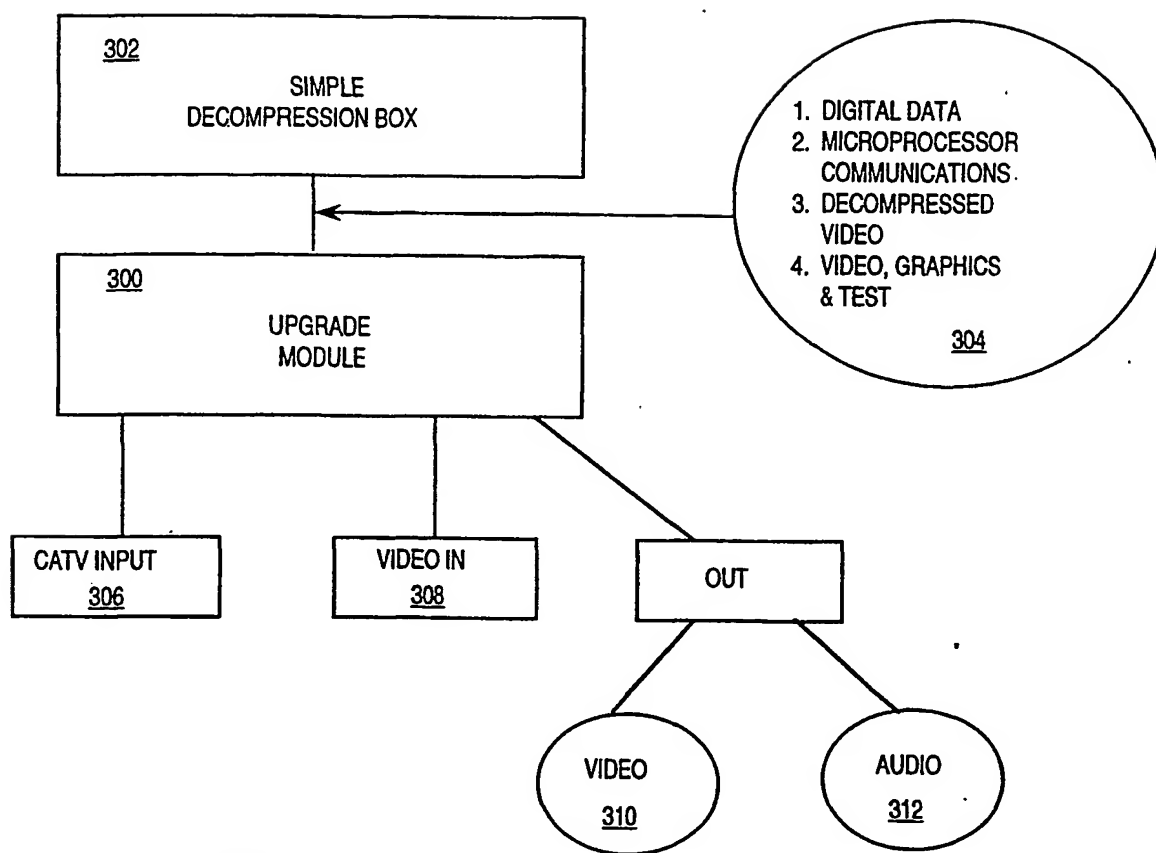 302
SIMPLE
DECOMPRESSION BOX
1. DIGITAL DATA
2. MICROPROCESSOR
COMMUNICATIONS.
3. DECOMPRESSED
VIDEO
4. VIDEO, GRAPHICS
& TEST
304
300
UPGRADE
MODULE
CATV INPUT
306
VIDEO IN
308
OUT
VIDEO
310
AUDIO
312